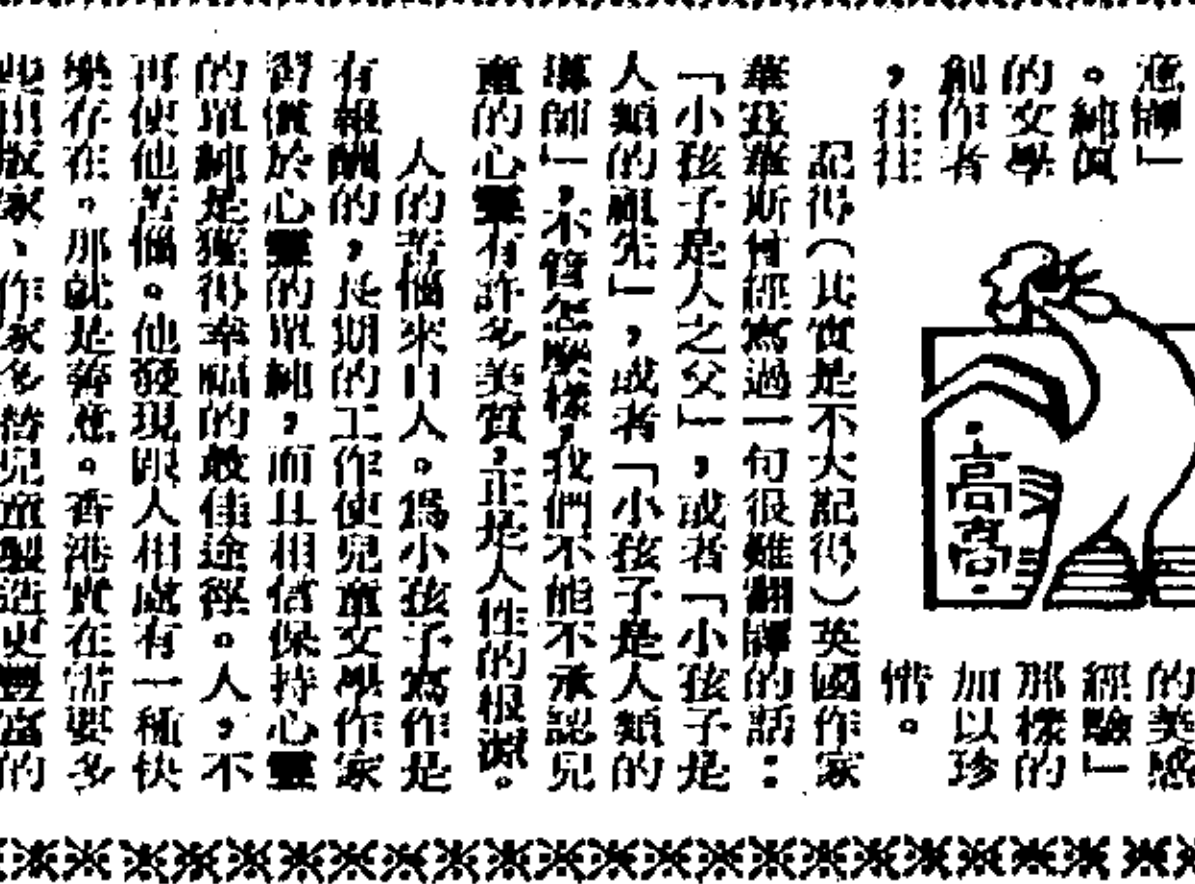 意譯」
。純眞
的文學
創作者
，往往
高高
的美感
經驗」
那樣的
加以珍
惜。
記得（其實是不大記得）英國作家
華茲華斯付經寫過一句很難翻譯的話：
「小孩子是人之父」，或者「小孩子是
人類的祖先」，或者「小孩子是人類的
導師」，不管怎麼樣，我們不能不承認兒
童的心靈有許多美質，正是人性的根源。
人的苦惱來自人。爲小孩子寫作是
有報酬的，長期的工作使兒童文學作家
習慣於心靈的單純，而且相信保持心靈
的單純是獲得幸福的最佳途徑。人，不
再使他苦惱。他發現跟人相處有一種快
樂存在。那就是善意。香港實在需要多
些出版家、作家多替兒童製造更豐富的